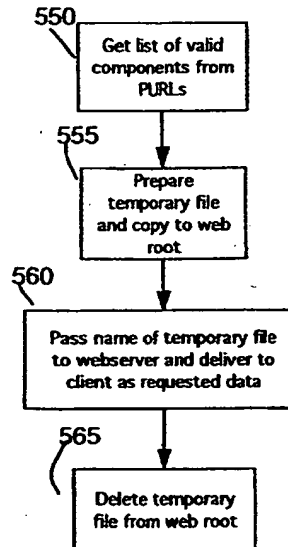 550
Get list of valid
components from
PURLs
555
Prepare
temporary file
and copy to web
root
560
Pass name of temporary file
to webserver and deliver to
client as requested data
565
Delete temporary
file from web root